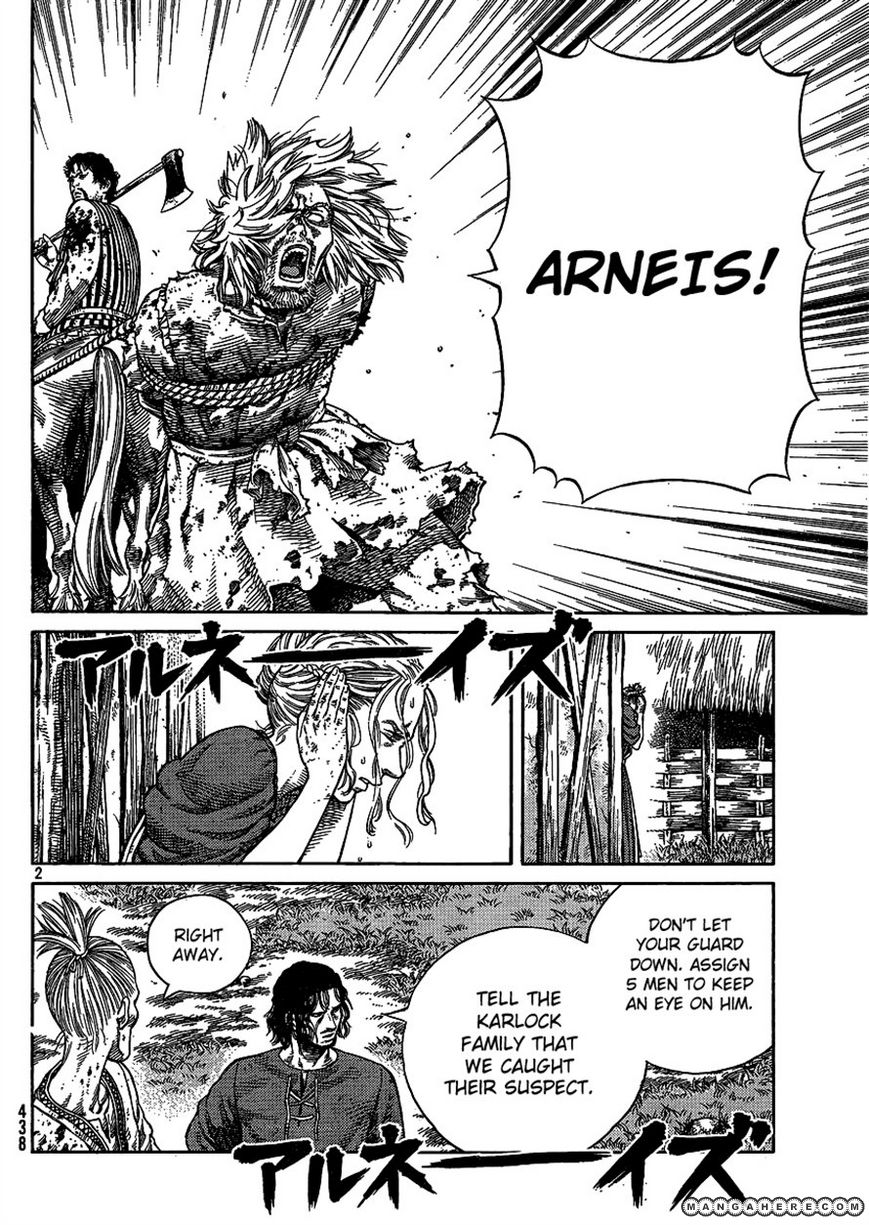 ARNEIS!
アルネーーイズ
DON'T LET
YOUR GUARD
DOWN. ASSIGN
5 MEN TO KEEP
AN EYE ON HIM.
TELL THE
KARLOCK
FAMILY THAT
WE CAUGHT
THEIR SUSPECT.
RIGHT
AWAY.
アルネーーイズ
2
438
MANGAHERE.COM